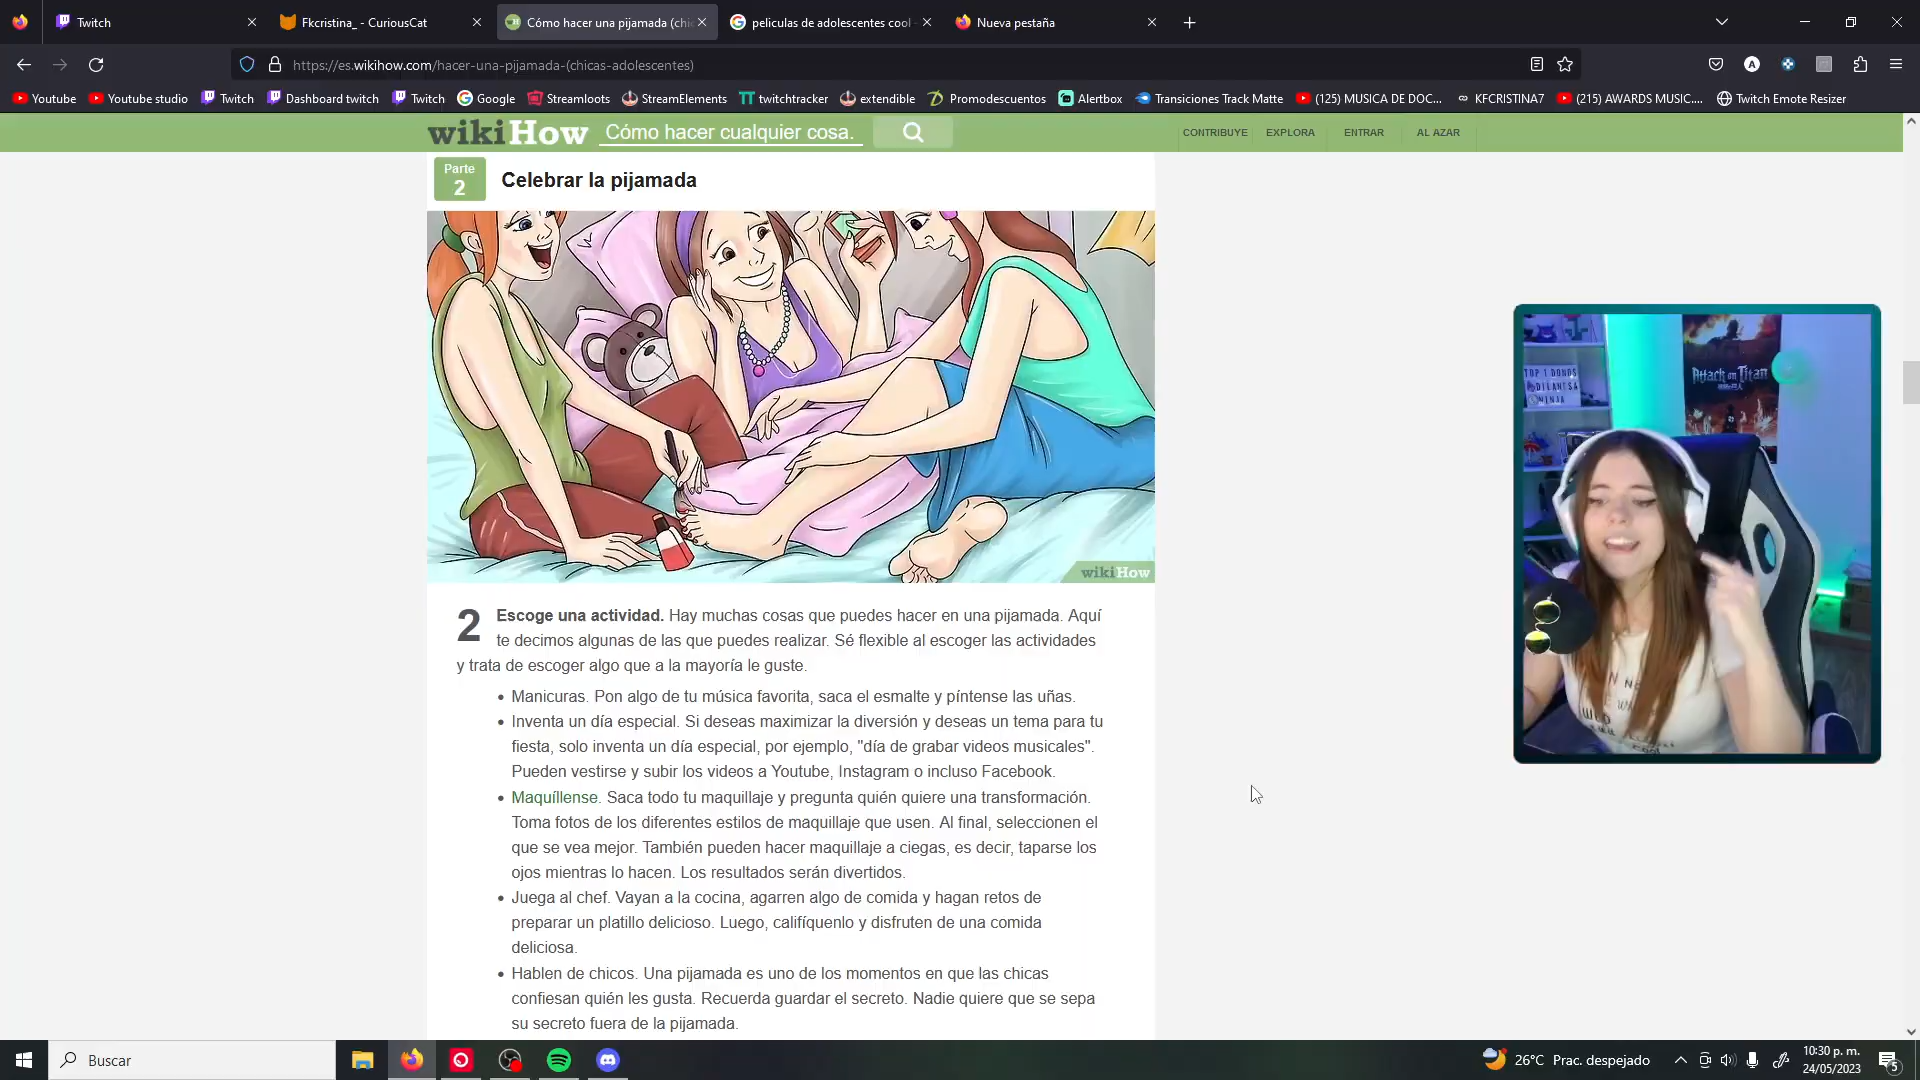 Twitch
Fkcristina_ - CuriousCat
Cómo hacer una pijamada (chic
peliculas de adolescentes cool -
Nueva pestaña
https://es.wikihow.com/hacer-una-pijamada-(chicas-adolescentes)
Youtube
Youtube studio
Twitch
Dashboard twitch
Twitch
Google
Streamloots
StreamElements
twitchtracker
extendible
Promodescuentos
Alertbox
Transiciones Track Matte
(125) MUSICA DE DOC...
KFCRISTINA7
(215) AWARDS MUSIC....
Twitch Emote Resizer
wikiHow
Cómo hacer cualquier cosa.
CONTRIBUYE
EXPLORA
ENTRAR
AL AZAR
Parte
2
Celebrar la pijamada
wikiHow
2
Escoge una actividad. Hay muchas cosas que puedes hacer en una pijamada. Aquí
te decimos algunas de las que puedes realizar. Sé flexible al escoger las actividades
y trata de escoger algo que a la mayoría le guste.
• Manicuras. Pon algo de tu música favorita, saca el esmalte y píntense las uñas.
• Inventa un día especial. Si deseas maximizar la diversión y deseas un tema para tu
fiesta, solo inventa un día especial, por ejemplo, "día de grabar videos musicales".
Pueden vestirse y subir los videos a Youtube, Instagram o incluso Facebook.
• Maquíllense. Saca todo tu maquillaje y pregunta quién quiere una transformación.
Toma fotos de los diferentes estilos de maquillaje que usen. Al final, seleccionen el
que se vea mejor. También pueden hacer maquillaje a ciegas, es decir, taparse los
ojos mientras lo hacen. Los resultados serán divertidos.
• Juega al chef. Vayan a la cocina, agarren algo de comida y hagan retos de
preparar un platillo delicioso. Luego, califíquenlo y disfruten de una comida
deliciosa.
• Hablen de chicos. Una pijamada es uno de los momentos en que las chicas
confiesan quién les gusta. Recuerda guardar el secreto. Nadie quiere que se sepa
su secreto fuera de la pijamada.
TOP 1 DONOS
NINJA
Attack on Titan
Buscar
26°C Prac. despejado
10:30 p. m.
24/05/2023
5